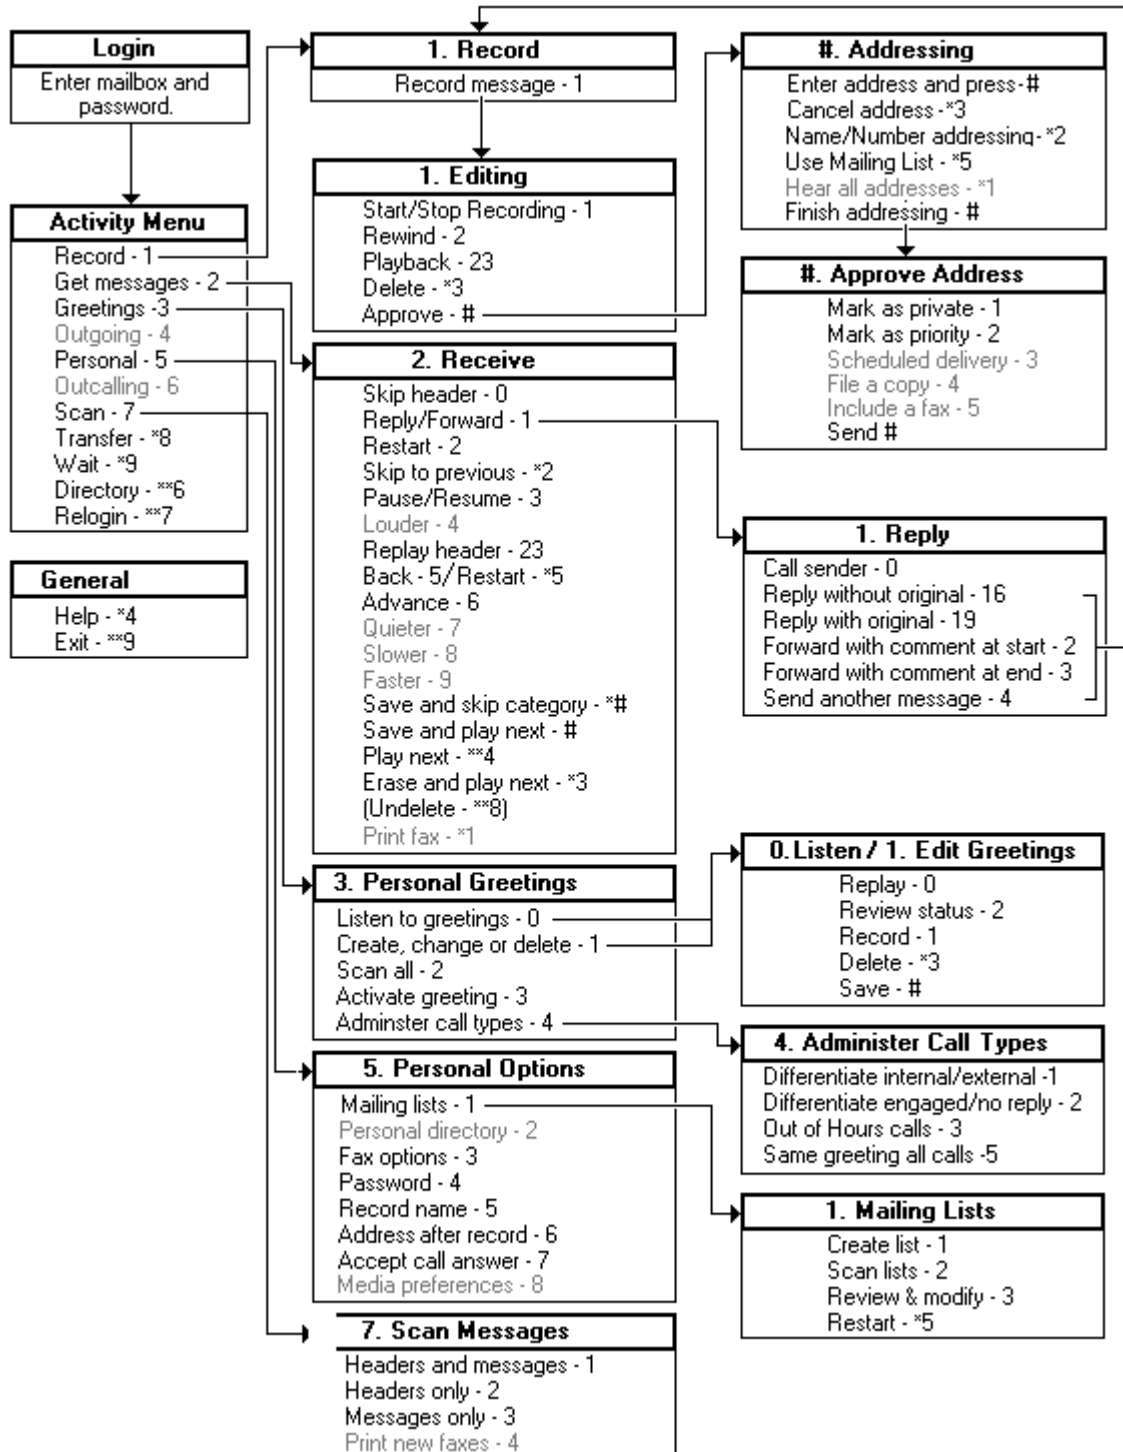 Login
Enter mailbox and
password.
Activity Menu
Record - 1
Get messages - 2
Greetings -3
Outgoing - 4
Personal - 5
Outcalling - 6
Scan - 7
Transfer - *8
Wait - *9
Directory - **6
Relogin - **7
General
Help - *4
Exit - **9
1. Record
Record message - 1
1. Editing
Start/Stop Recording - 1
Rewind - 2
Playback - 23
Delete - *3
Approve - #
2. Receive
Skip header - 0
Reply/Forward - 1
Restart - 2
Skip to previous - *2
Pause/Resume - 3
Louder - 4
Replay header - 23
Back - 5/Restart - *5
Advance - 6
Quieter - 7
Slower - 8
Faster - 9
Save and skip category - *#
Save and play next - #
Play next - **4
Erase and play next - *3
(Undelete - **8)
Print fax - *1
3. Personal Greetings
Listen to greetings - 0
Create, change or delete - 1
Scan all - 2
Activate greeting - 3
Adminster call types - 4
5. Personal Options
Mailing lists - 1
Personal directory - 2
Fax options - 3
Password - 4
Record name - 5
Address after record - 6
Accept call answer - 7
Media preferences - 8
7. Scan Messages
Headers and messages - 1
Headers only - 2
Messages only - 3
Print new faxes - 4
#. Addressing
Enter address and press-#
Cancel address - *3
Name/Number addressing- *2
Use Mailing List - *5
Hear all addresses - *1
Finish addressing - #
#. Approve Address
Mark as private - 1
Mark as priority - 2
Scheduled delivery - 3
File a copy - 4
Include a fax - 5
Send #
1. Reply
Call sender - 0
Reply without original - 16
Reply with original - 19
Forward with comment at start - 2
Forward with comment at end - 3
Send another message - 4
0.Listen / 1. Edit Greetings
Replay - 0
Review status - 2
Record - 1
Delete - *3
Save - #
4. Administer Call Types
Differentiate internal/external -1
Differentiate engaged/no reply - 2
Out of Hours calls - 3
Same greeting all calls -5
1. Mailing Lists
Create list - 1
Scan lists - 2
Review & modify - 3
Restart - *5